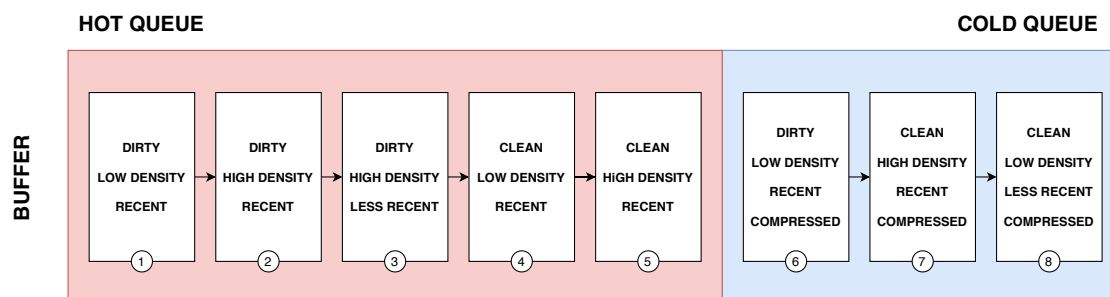 HOT QUEUE
COLD QUEUE
BUFFER
DIRTY
LOW DENSITY
RECENT
1
DIRTY
HIGH DENSITY
RECENT
2
DIRTY
HIGH DENSITY
LESS RECENT
3
CLEAN
LOW DENSITY
RECENT
4
CLEAN
HiGH DENSITY
RECENT
5
DIRTY
LOW DENSITY
RECENT
COMPRESSED
6
CLEAN
HIGH DENSITY
RECENT
COMPRESSED
7
CLEAN
LOW DENSITY
LESS RECENT
COMPRESSED
8